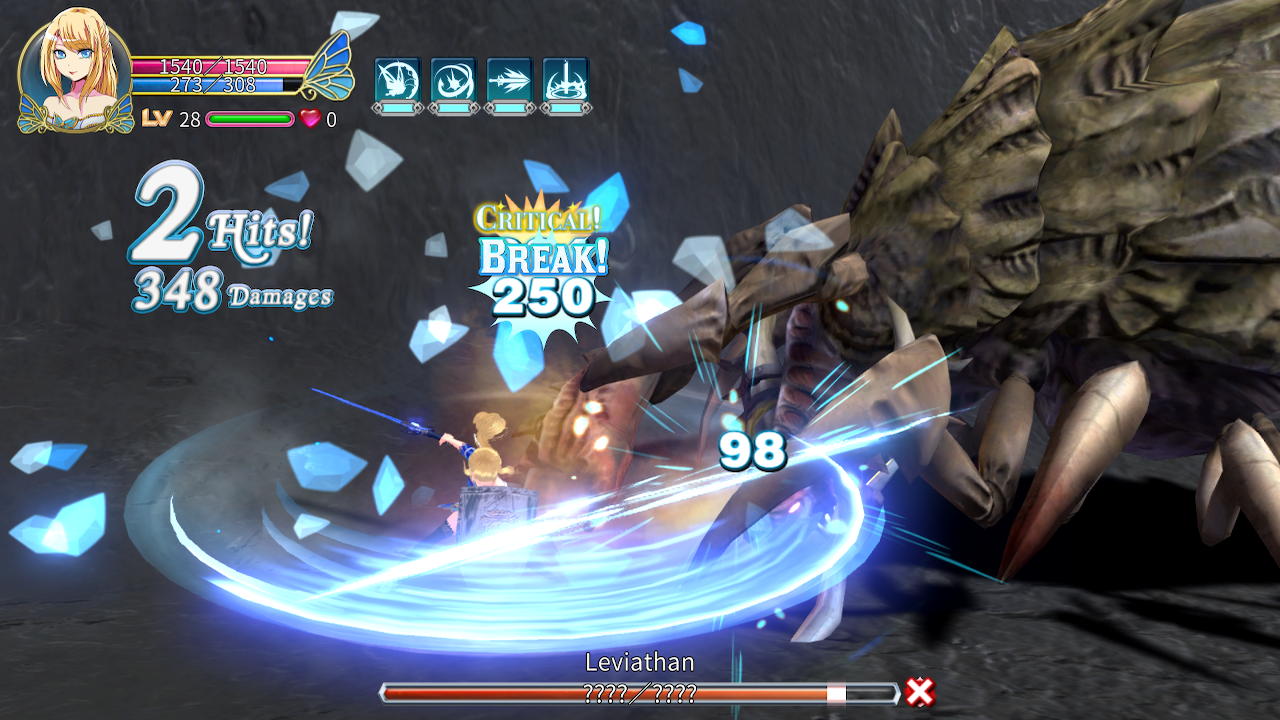 1540/1540
273/308
LV 28 0
2 Hits!
348 Damages
CRITICAL!
BREAK!
250
98
Leviathan
????/????